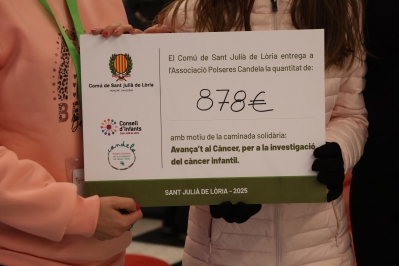 El Comú de Sant Julià de Lòria entrega a
l'Associació Polseres Candela la quantitat de:
878€
Comú de Sant Julià de Lòria
Consell
d'Infants
candela
amb motiu de la caminada solidària:
Avança't al Càncer, per a la investigació
del càncer infantil.
SANT JULIÀ DE LÒRIA - 2025